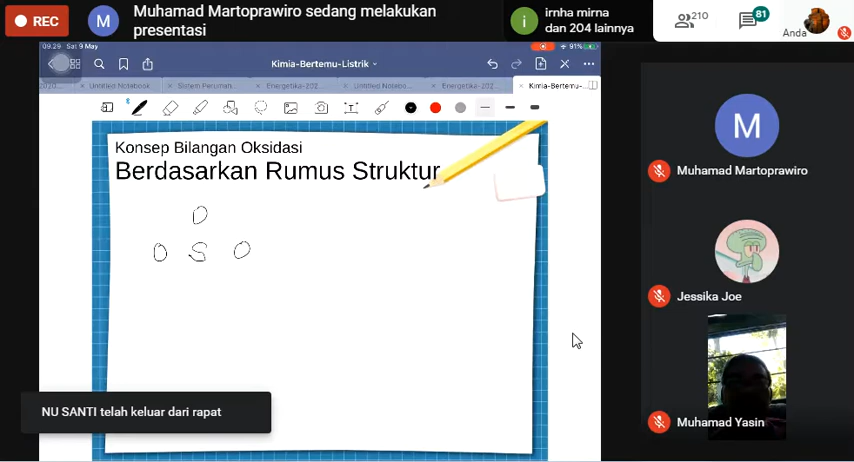 REC
M
Muhamad Martoprawiro sedang melakukan
presentasi
i
irnha mirna
dan 204 lainnya
210
81
Anda
09.29 Sat 9 May
91%
Kimia-Bertemu-Listrik
Untitled Notebook
Sistem Perumah...
Energetika-202...
Untitled Notebo...
Energetika-202...
Kimia-Bertemu-...
T
Konsep Bilangan Oksidasi
Berdasarkan Rumus Struktur
O
O S O
M
Muhamad Martoprawiro
Jessika Joe
Muhamad Yasin
NU SANTI telah keluar dari rapat